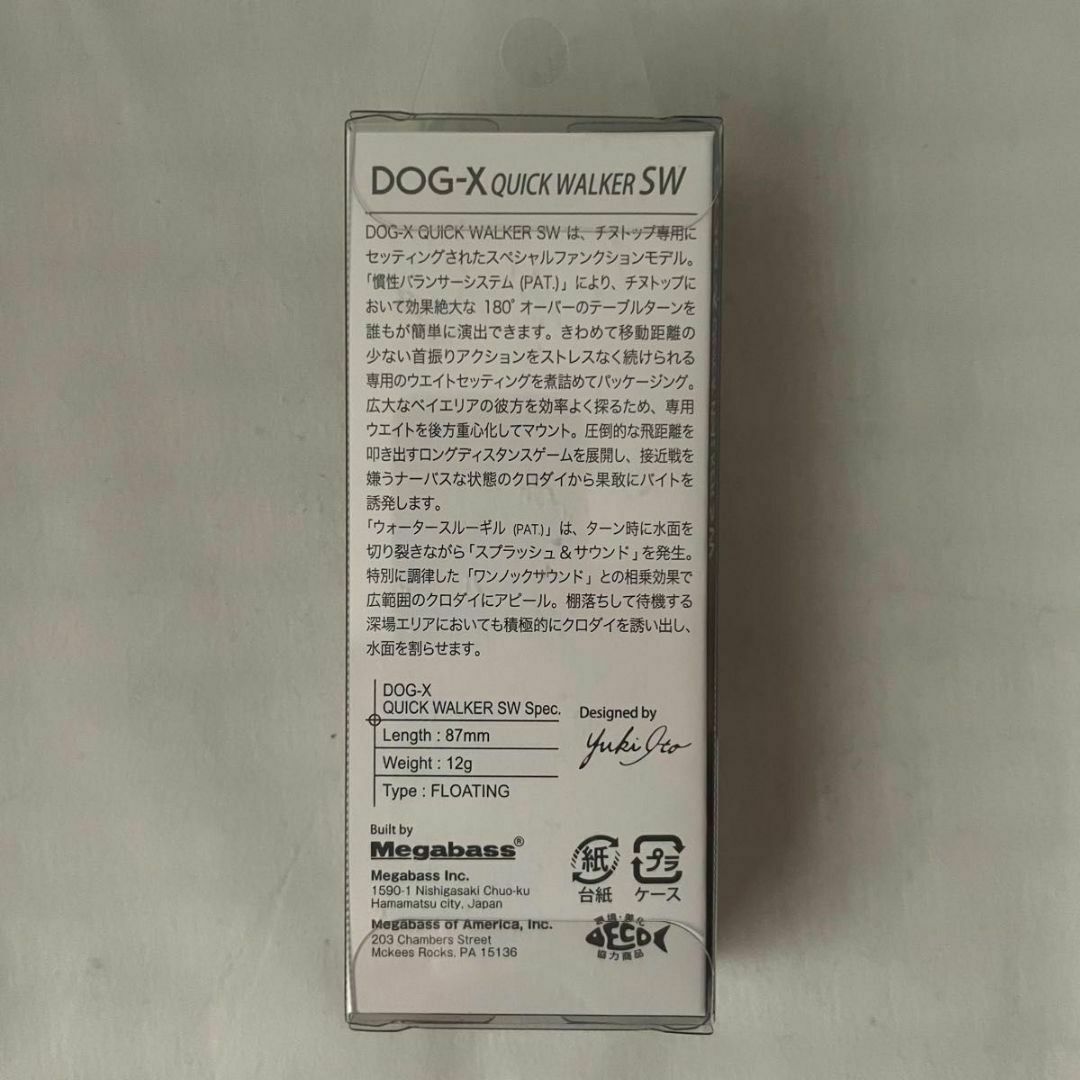 DOG-X QUICK WALKER SW
DOG-X QUICK WALKER SW は、チヌトップ専用に
セッティングされたスペシャルファンクションモデル。
「慣性バランサーシステム (PAT.)」により、チヌトップに
おいて効果絶大な 180°オーバーのテーブルターンを
誰もが簡単に演出できます。きわめて移動距離の
少ない首振りアクションをストレスなく続けられる
専用のウエイトセッティングを煮詰めてパッケージング。
広大なベイエリアの彼方を効率よく探るため、専用
ウエイトを後方重心化してマウント。圧倒的な飛距離を
叩き出すロングディスタンスゲームを展開し、接近戦を
嫌うナーバスな状態のクロダイから果敢にバイトを
誘発します。
「ウォータースルーギル (PAT.)」は、ターン時に水面を
切り裂きながら「スプラッシュ＆サウンド」を発生。
特別に調律した「ワンノックサウンド」との相乗効果で
広範囲のクロダイにアピール。棚落ちして待機する
深場エリアにおいても積極的にクロダイを誘い出し、
水面を割らせます。
DOG-X
QUICK WALKER SW Spec.
Length : 87mm
Weight : 12g
Type : FLOATING
Designed by
Yuki Ito
Built by
Megabass®
Megabass Inc.
1590-1 Nishigasaki Chuo-ku
Hamamatsu city, Japan
Megabass of America, Inc.
203 Chambers Street
Mckees Rocks, PA 15136
紙
台紙
プラ
ケース
環境・美化
DECO
協力商品